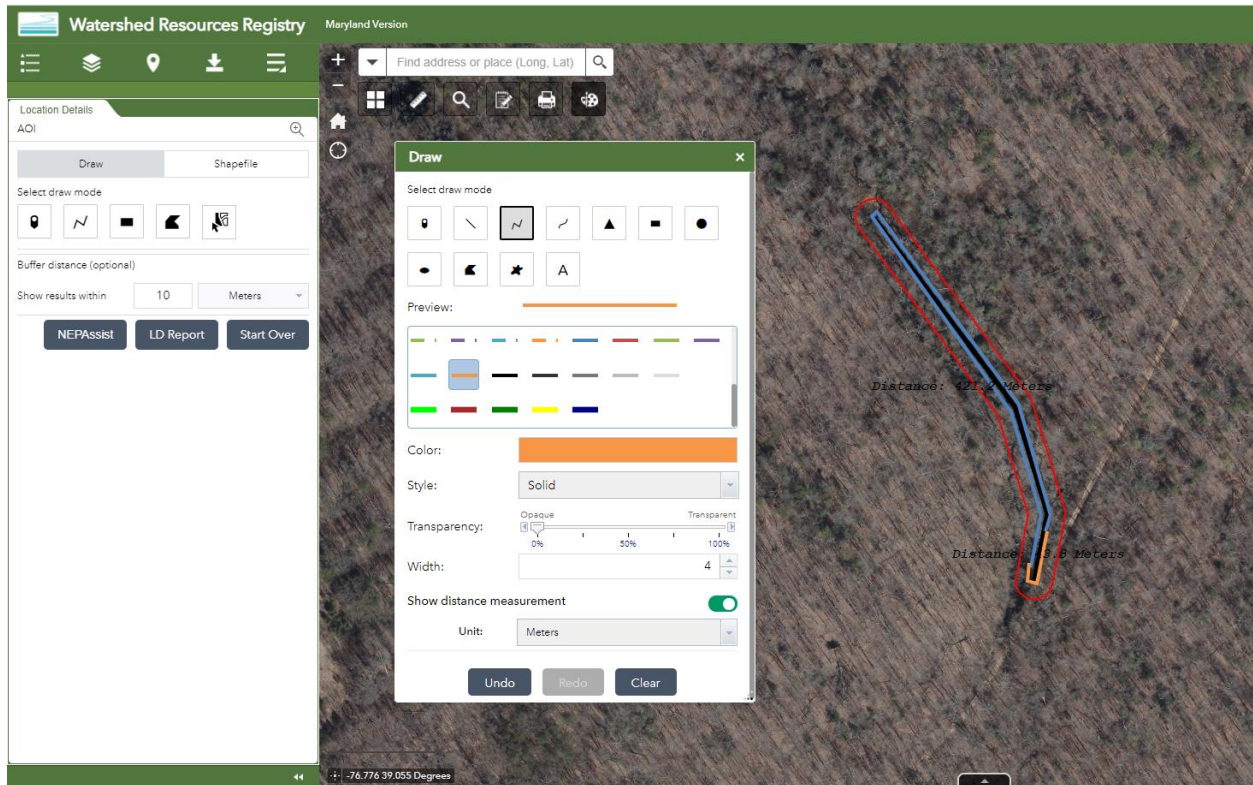 Watershed Resources Registry
Maryland Version
Find address or place (Long, Lat)
Location Details
AOI
Draw
Shapefile
Select draw mode
Buffer distance (optional)
Show results within
10
Meters
NEPAssist
LD Report
Start Over
Draw
Select draw mode
A
Preview:
Color:
Style:
Solid
Transparency:
Opaque
Transparent
0%
50%
100%
Width:
4
Show distance measurement
Unit:
Meters
Undo
Redo
Clear
Distance: 421.2 Meters
Distance: Meters
-76.776 39.055 Degrees